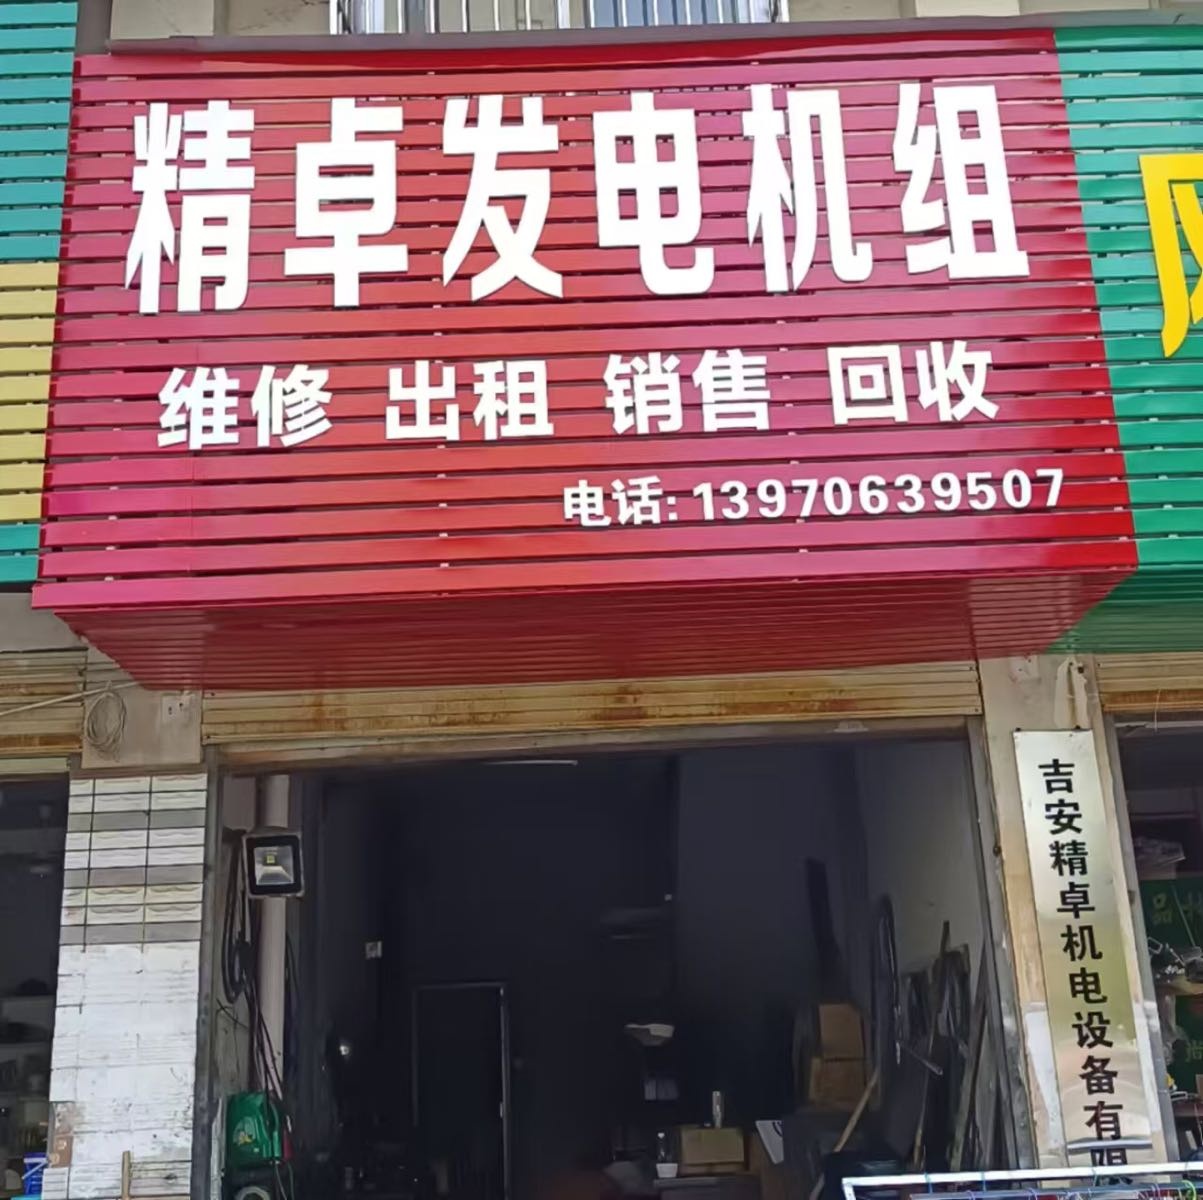 精卓发电机组
维修 出租 销售 回收
电话: 13970639507
吉安精卓机电设备有限